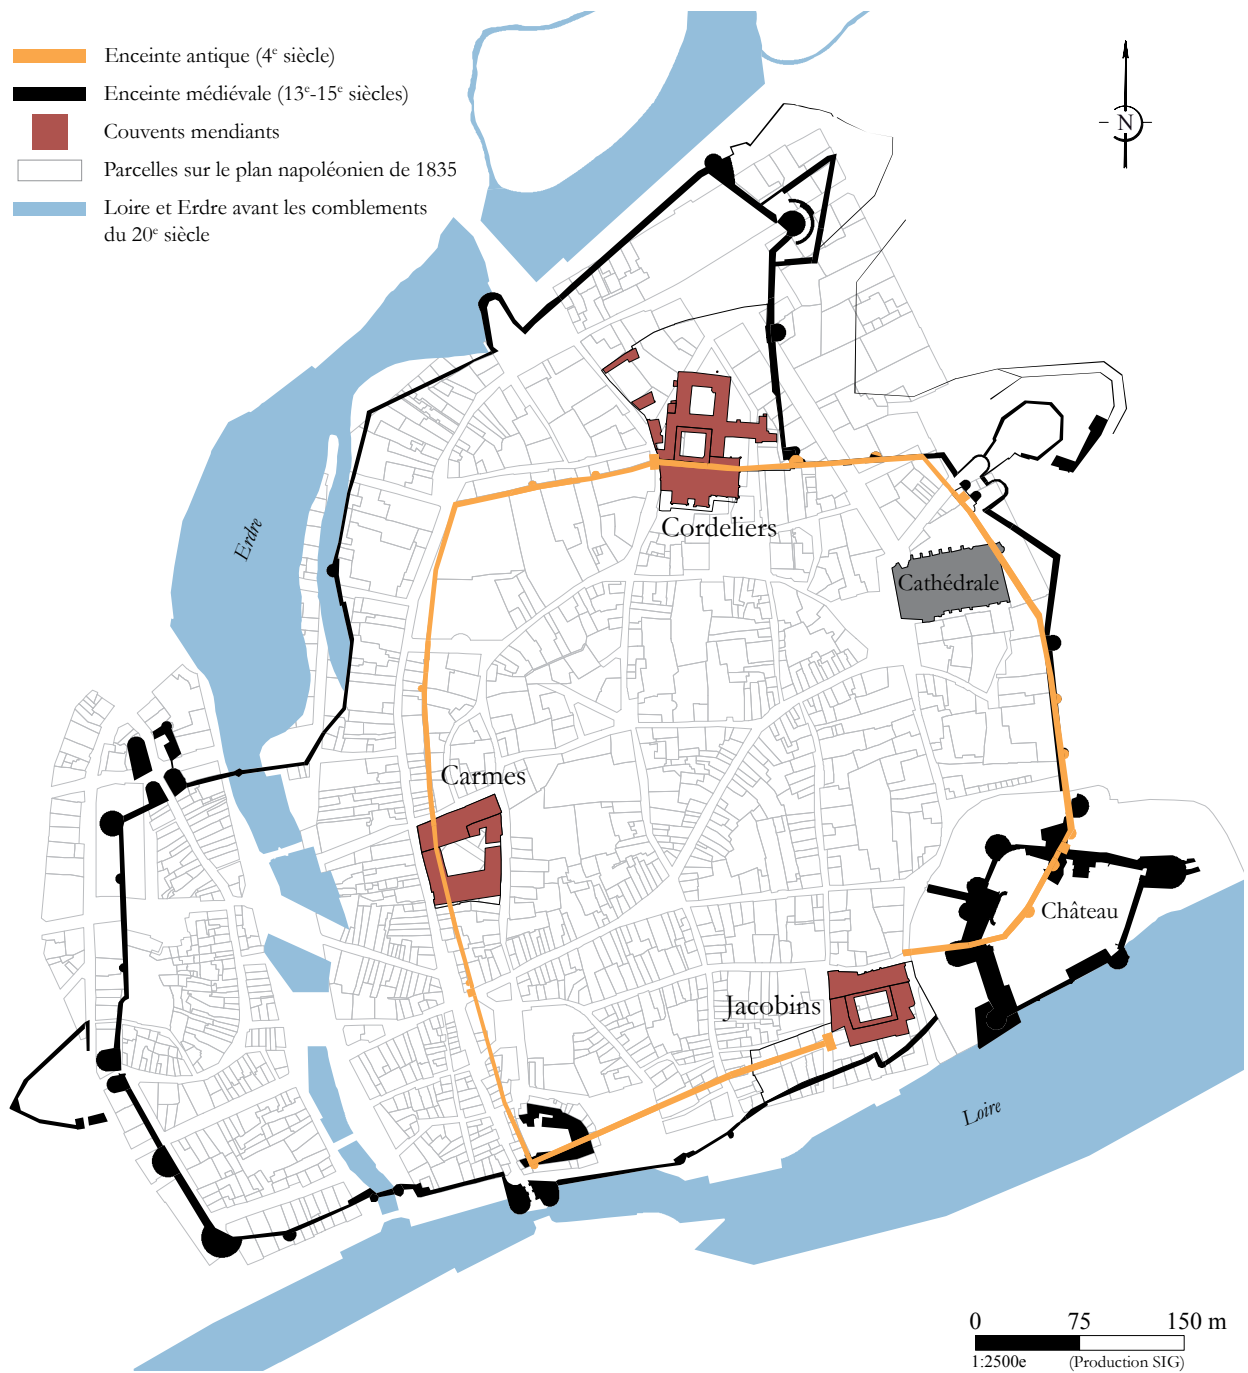 Enceinte antique (4e siècle)
Enceinte médiévale (13e-15e siècles)
Couvents mendiants
Parcelles sur le plan napoléonien de 1835
Loire et Erdre avant les comblements
du 20e siècle
N
Erdre
Cordeliers
Cathédrale
Carmes
Château
Jacobins
Loire
0 75 150 m
1:2500e (Production SIG)